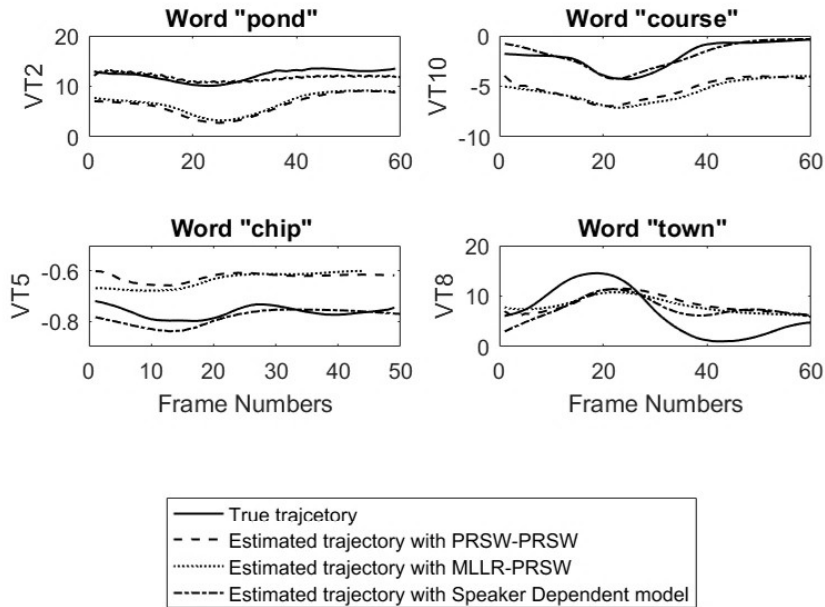 Word "pond"
VT2
20
10
0
0
20
40
60
Word "course"
VT10
0
-5
-10
0
20
40
60
Word "chip"
VT5
-0.6
-0.8
0
10
20
30
40
50
Frame Numbers
Word "town"
VT8
20
10
0
0
20
40
60
Frame Numbers
True trajcetory
Estimated trajectory with PRSW-PRSW
Estimated trajectory with MLLR-PRSW
Estimated trajectory with Speaker Dependent model